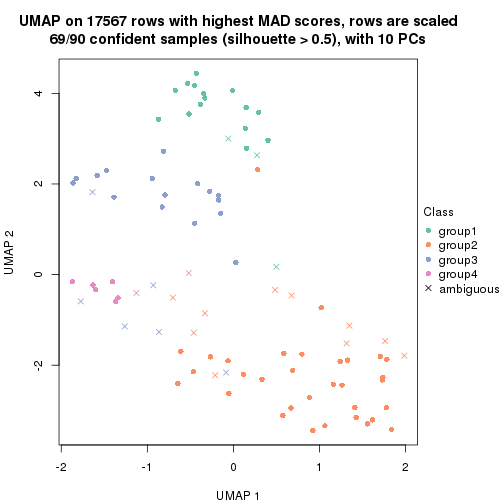 UMAP on 17567 rows with highest MAD scores, rows are scaled
69/90 confident samples (silhouette > 0.5), with 10 PCs
UMAP 2
4
2
0
-2
-2
-1
0
1
2
UMAP 1
Class
group1
group2
group3
group4
ambiguous